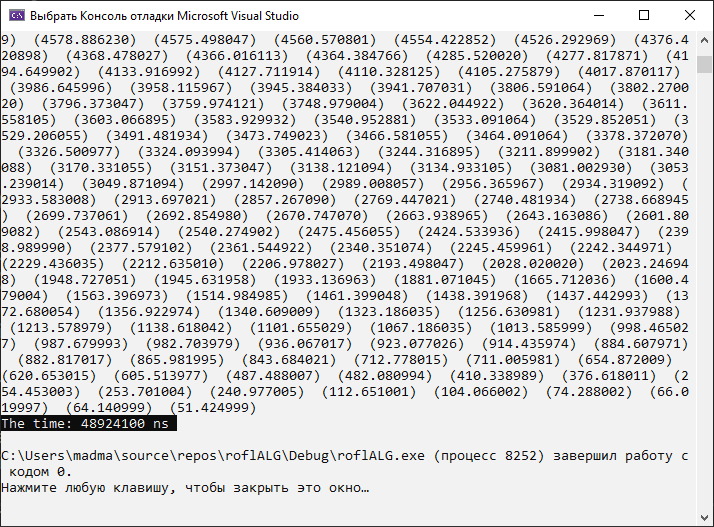 Выбрать Консоль отладки Microsoft Visual Studio
9)  (4578.886230)  (4575.498047)  (4560.570801)  (4554.422852)  (4526.292969)  (4376.4
20898)  (4368.478027)  (4366.016113)  (4364.384766)  (4285.520020)  (4277.817871)  (41
94.649902)  (4133.916992)  (4127.711914)  (4110.328125)  (4105.275879)  (4017.870117)
(3986.645996)  (3958.115967)  (3945.384033)  (3941.707031)  (3806.591064)  (3802.2700
20)  (3796.373047)  (3759.974121)  (3748.979004)  (3622.044922)  (3620.364014)  (3611.
558105)  (3603.066895)  (3583.929932)  (3540.952881)  (3533.091064)  (3529.852051)  (3
529.206055)  (3491.481934)  (3473.749023)  (3466.581055)  (3464.091064)  (3378.372070)
(3326.500977)  (3324.093994)  (3305.414063)  (3244.316895)  (3211.899902)  (3181.340
088)  (3170.331055)  (3151.373047)  (3138.121094)  (3134.933105)  (3081.002930)  (3053
.239014)  (3049.871094)  (2997.142090)  (2989.008057)  (2956.365967)  (2934.319092)  (
2933.583008)  (2913.697021)  (2857.267090)  (2769.447021)  (2740.481934)  (2738.668945
)  (2699.737061)  (2692.854980)  (2670.747070)  (2663.938965)  (2643.163086)  (2601.80
9082)  (2543.086914)  (2540.274902)  (2475.456055)  (2424.533936)  (2415.998047)  (239
8.989990)  (2377.579102)  (2361.544922)  (2340.351074)  (2245.459961)  (2242.344971)
(2229.436035)  (2212.635010)  (2206.978027)  (2193.498047)  (2028.020020)  (2023.24694
8)  (1948.727051)  (1945.631958)  (1933.136963)  (1881.071045)  (1665.712036)  (1600.4
79004)  (1563.396973)  (1514.984985)  (1461.399048)  (1438.391968)  (1437.442993)  (13
72.680054)  (1356.922974)  (1340.609009)  (1323.186035)  (1256.630981)  (1231.937988)
(1213.578979)  (1138.618042)  (1101.655029)  (1067.186035)  (1013.585999)  (998.46502
7)  (987.679993)  (982.703979)  (936.067017)  (923.077026)  (914.435974)  (884.607971)
(882.817017)  (865.981995)  (843.684021)  (712.778015)  (711.005981)  (654.872009)
(620.653015)  (605.513977)  (487.488007)  (482.080994)  (410.338989)  (376.618011)  (2
54.453003)  (253.701004)  (240.977005)  (112.651001)  (104.066002)  (74.288002)  (66.0
19997)  (64.140999)  (51.424999)
The time: 48924100 ns
C:\Users\madma\source\repos\roflALG\Debug\roflALG.exe (процесс 8252) завершил работу с
кодом 0.
Нажмите любую клавишу, чтобы закрыть это окно…